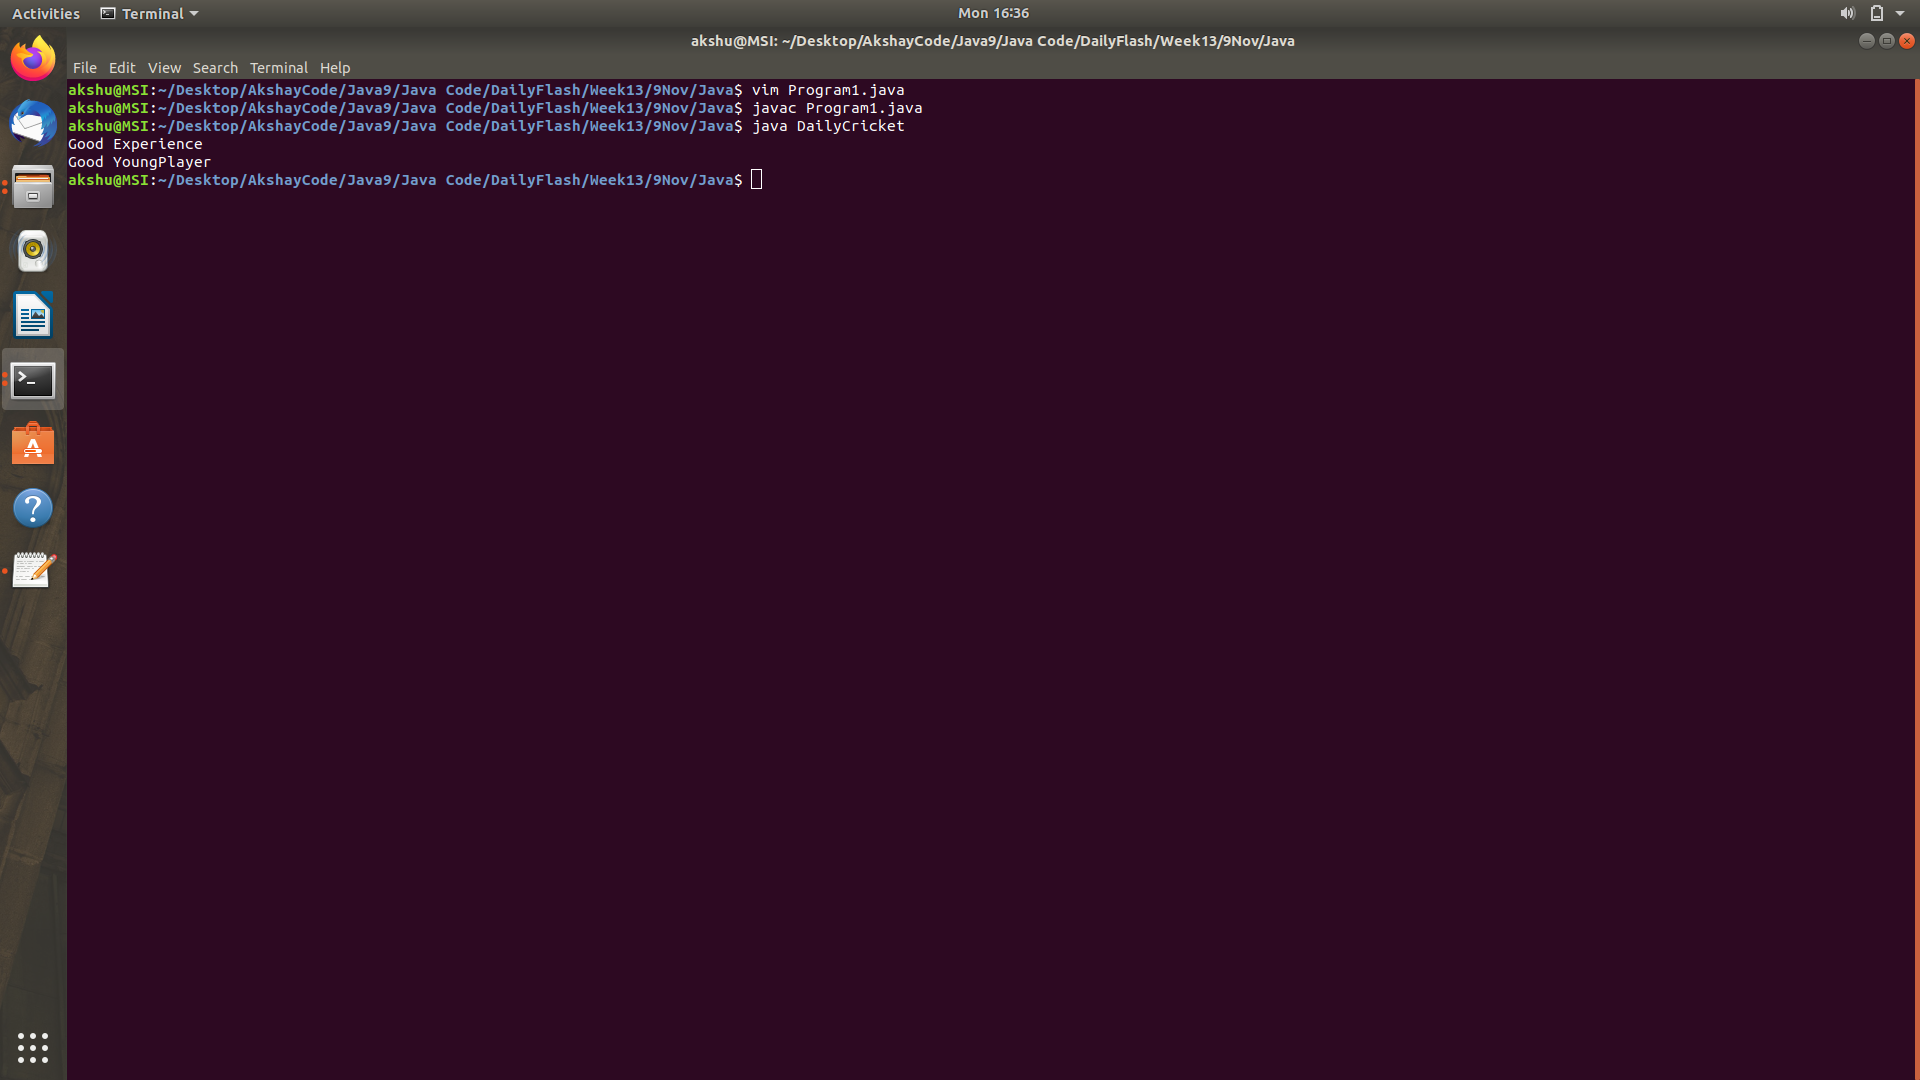 Activities Terminal Mon 16:36
akshu@MSI: ~/Desktop/AkshayCode/Java9/Java Code/DailyFlash/Week13/9Nov/Java
File Edit View Search Terminal Help
akshu@MSI:~/Desktop/AkshayCode/Java9/Java Code/DailyFlash/Week13/9Nov/Java$ vim Program1.java
akshu@MSI:~/Desktop/AkshayCode/Java9/Java Code/DailyFlash/Week13/9Nov/Java$ javac Program1.java
akshu@MSI:~/Desktop/AkshayCode/Java9/Java Code/DailyFlash/Week13/9Nov/Java$ java DailyCricket
Good Experience
Good YoungPlayer
akshu@MSI:~/Desktop/AkshayCode/Java9/Java Code/DailyFlash/Week13/9Nov/Java$